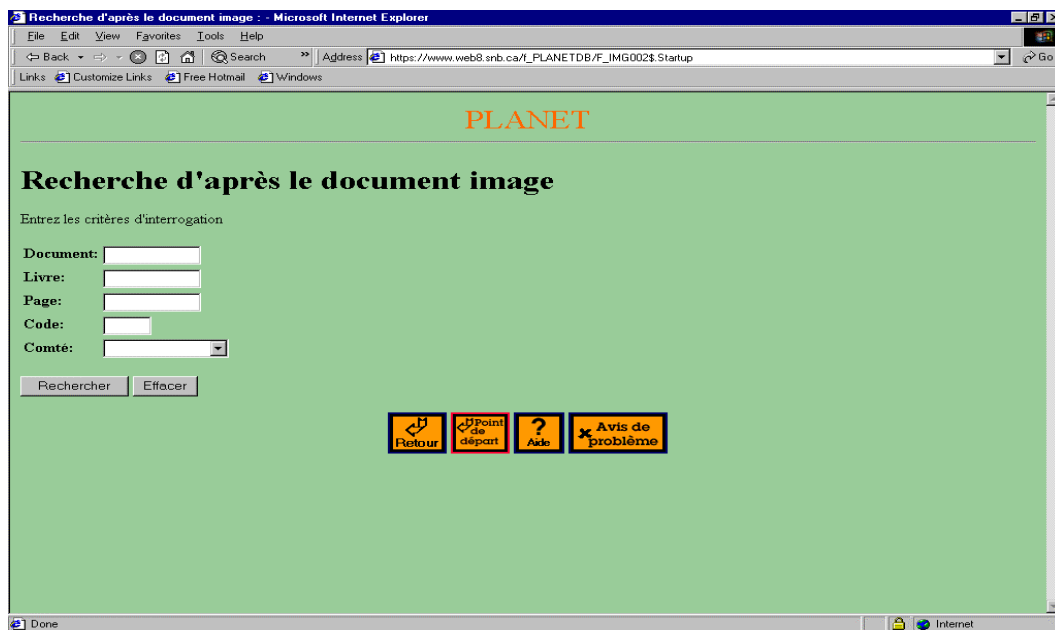 Recherche d'après le document image : - Microsoft Internet Explorer
File Edit View Favorites Tools Help
Back Search » Address https://www.web8.snb.ca/f_PLANETDB/F_IMG002$.Startup Go
Links Customize Links Free Hotmail Windows
PLANET
Recherche d'après le document image
Entrez les critères d'interrogation
Document:
Livre:
Page:
Code:
Comté:
Rechercher Effacer
Retour
Point
de
départ
?
Aide
Avis de
problème
Done Internet